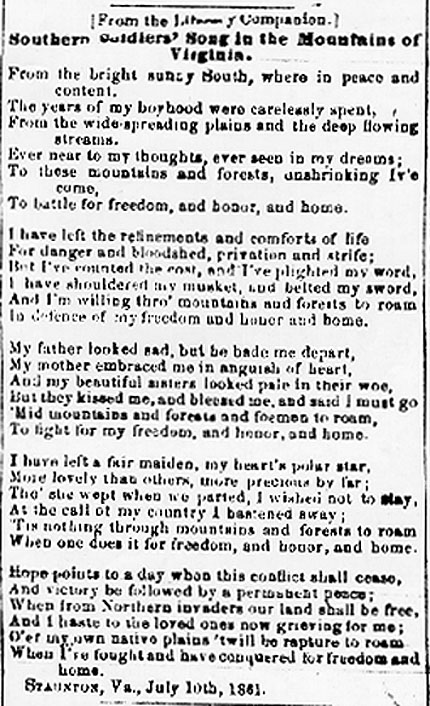 [From the Literary Companion.]
Southern Soldiers' Song in the Mountains of
Virginia.
From the bright sunny South, where in peace and
content.
The years of my boyhood were carelessly spent,
From the wide-spreading plains and the deep flowing
streams.
Ever near to my thoughts, ever seen in my dreams;
To these mountains and forests, unshrinking I've
come,
To battle for freedom, and honor, and home.
I have left the refinements and comforts of life
For danger and bloodshed, privation and strife;
But I've counted the cost, and I've plighted my word,
I have shouldered my musket, and belted my sword,
And I'm willing thro' mountains and forests to roam
In defence of my freedom and honor and home.
My father looked sad, but he bade me depart,
My mother embraced me in anguish of heart,
And my beautiful sisters looked pale in their woe,
But they kissed me, and blessed me, and said I must go
'Mid mountains and forests and foemen to roam,
To fight for my freedom, and honor, and home.
I have left a fair maiden, my heart's polar star,
More lovely than others, more precious by far;
Tho' she wept when we parted, I wished not to stay,
At the call of my country I hastened away;
'Tis nothing through mountains and forests to roam
When one does it for freedom, and honor, and home.
Hope points to a day when this conflict shall cease,
And victory be followed by a permanent peace;
When from Northern invaders our land shall be free,
And I haste to the loved ones now grieving for me;
O'er my own native plains 'twill be rapture to roam
When I've fought and have conquered for freedom and
home.
STAUNTON, Va., July 10th, 1861.